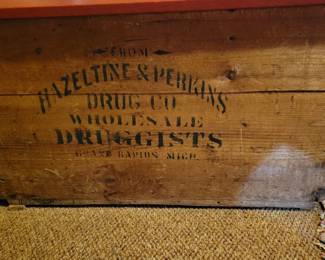 FROM
HAZELTINE & PERKINS
DRUG CO
WHOLESALE
DRUGGISTS
GRAND RAPIDS MICH.